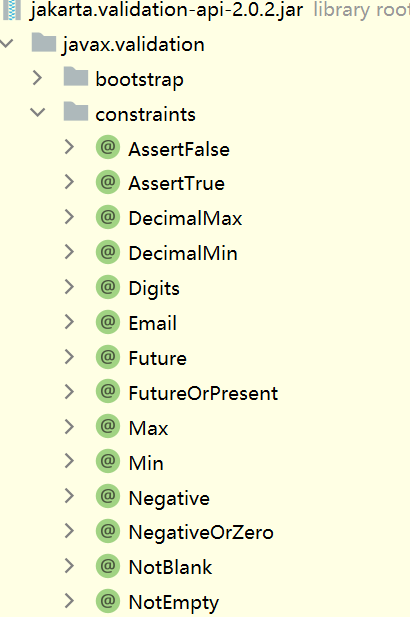 jakarta.validation-api-2.0.2.jar library root
javax.validation
bootstrap
constraints
@ AssertFalse
@ AssertTrue
@ DecimalMax
@ DecimalMin
@ Digits
@ Email
@ Future
@ FutureOrPresent
@ Max
@ Min
@ Negative
@ NegativeOrZero
@ NotBlank
@ NotEmpty